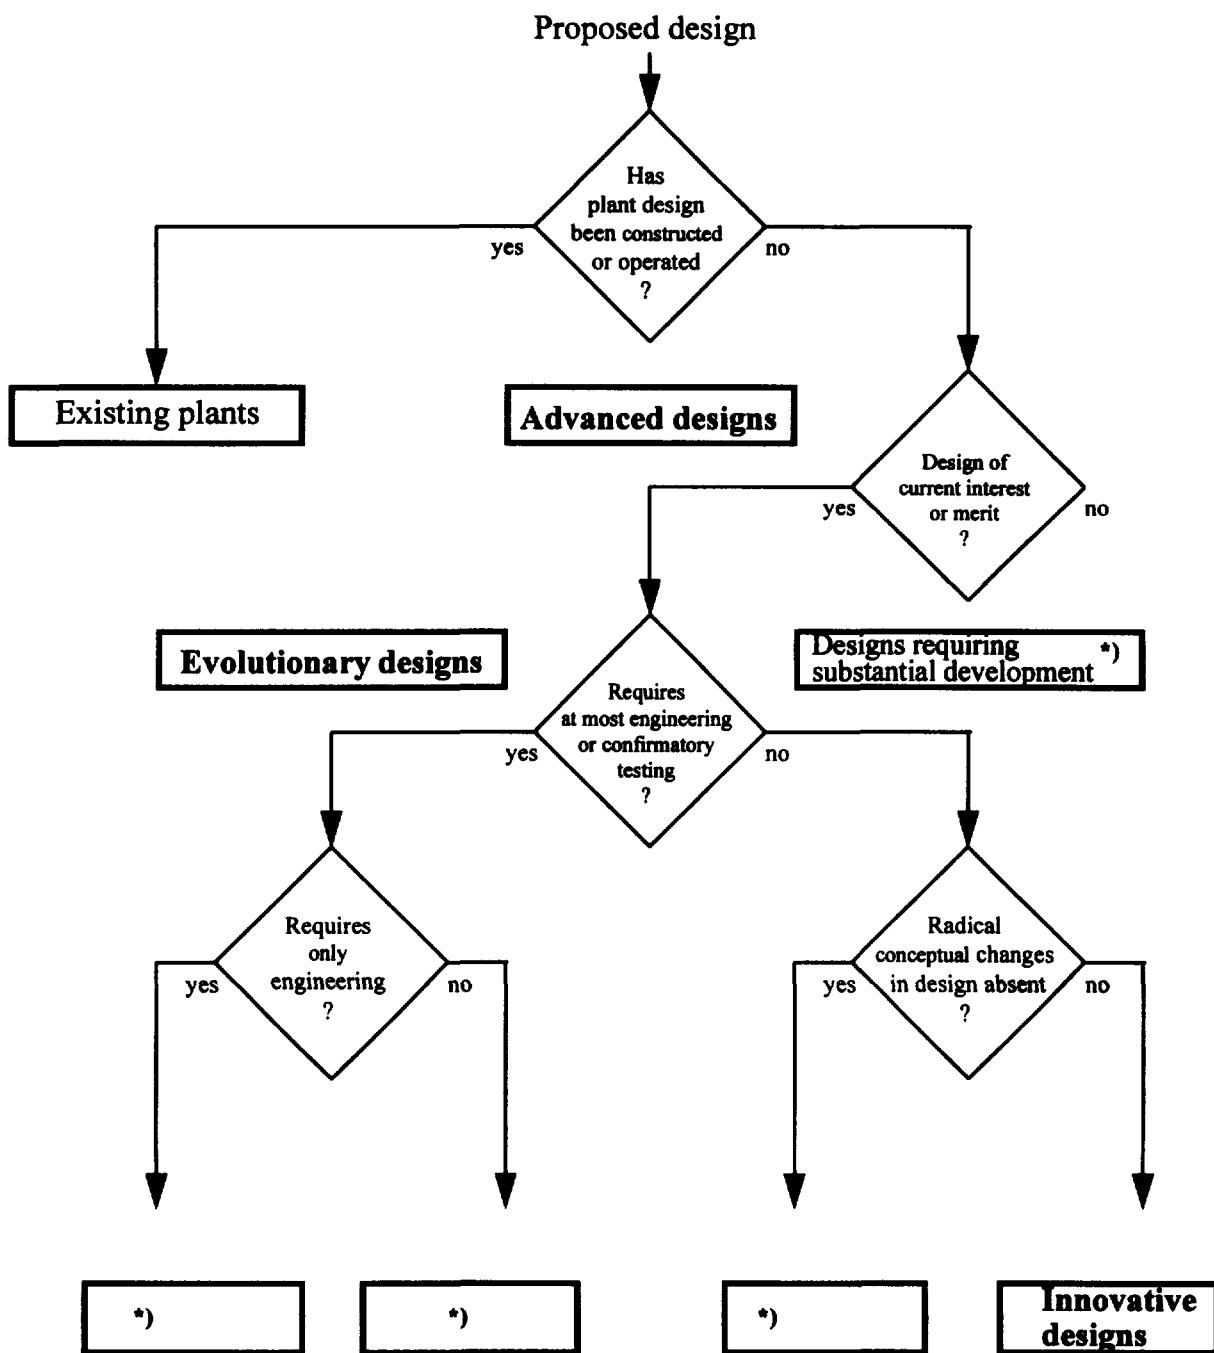 Proposed design
Has
plant design
been constructed
or operated
?
yes
no
Existing plants
Advanced designs
Design of
current interest
or merit
?
yes
no
Evolutionary designs
Designs requiring *)
substantial development
Requires
at most engineering
or confirmatory
testing
?
yes
no
Requires
only
engineering
?
yes
no
Radical
conceptual changes
in design absent
?
yes
no
*)
*)
*)
Innovative
designs